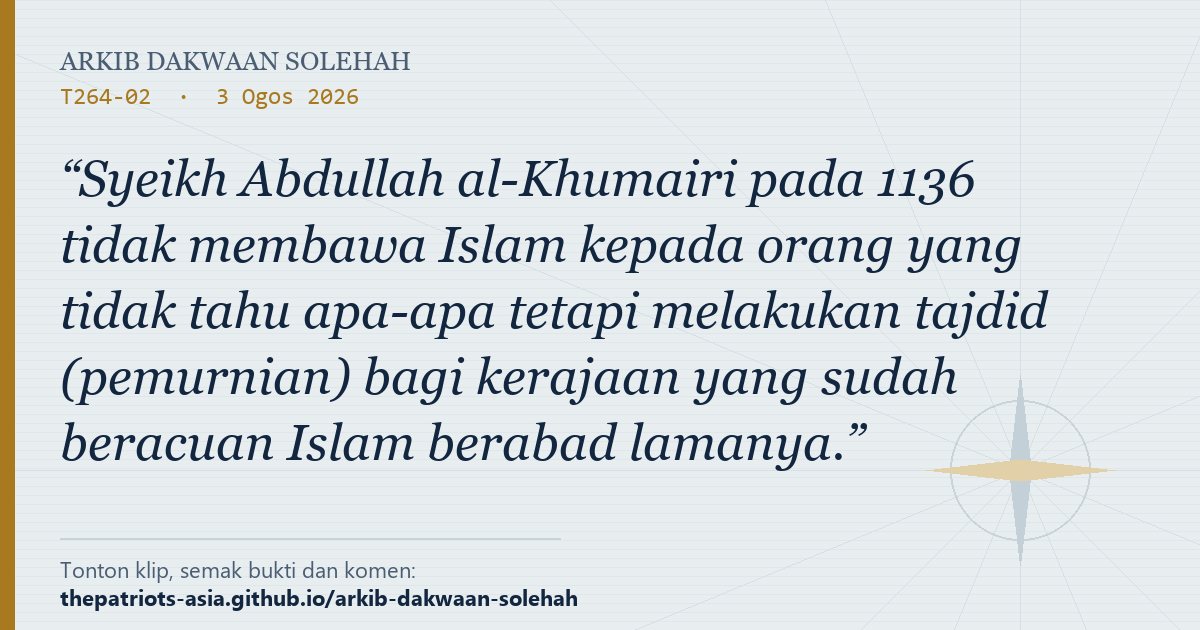 ARKIB DAKWAAN SOLEHAH
T264-02 · 3 Ogos 2026
“Syeikh Abdullah al-Khumairi pada 1136
tidak membawa Islam kepada orang yang
tidak tahu apa-apa tetapi melakukan tajdid
(pemurnian) bagi kerajaan yang sudah
beracuan Islam berabad lamanya.”
Tonton klip, semak bukti dan komen:
thepatriots-asia.github.io/arkib-dakwaan-solehah